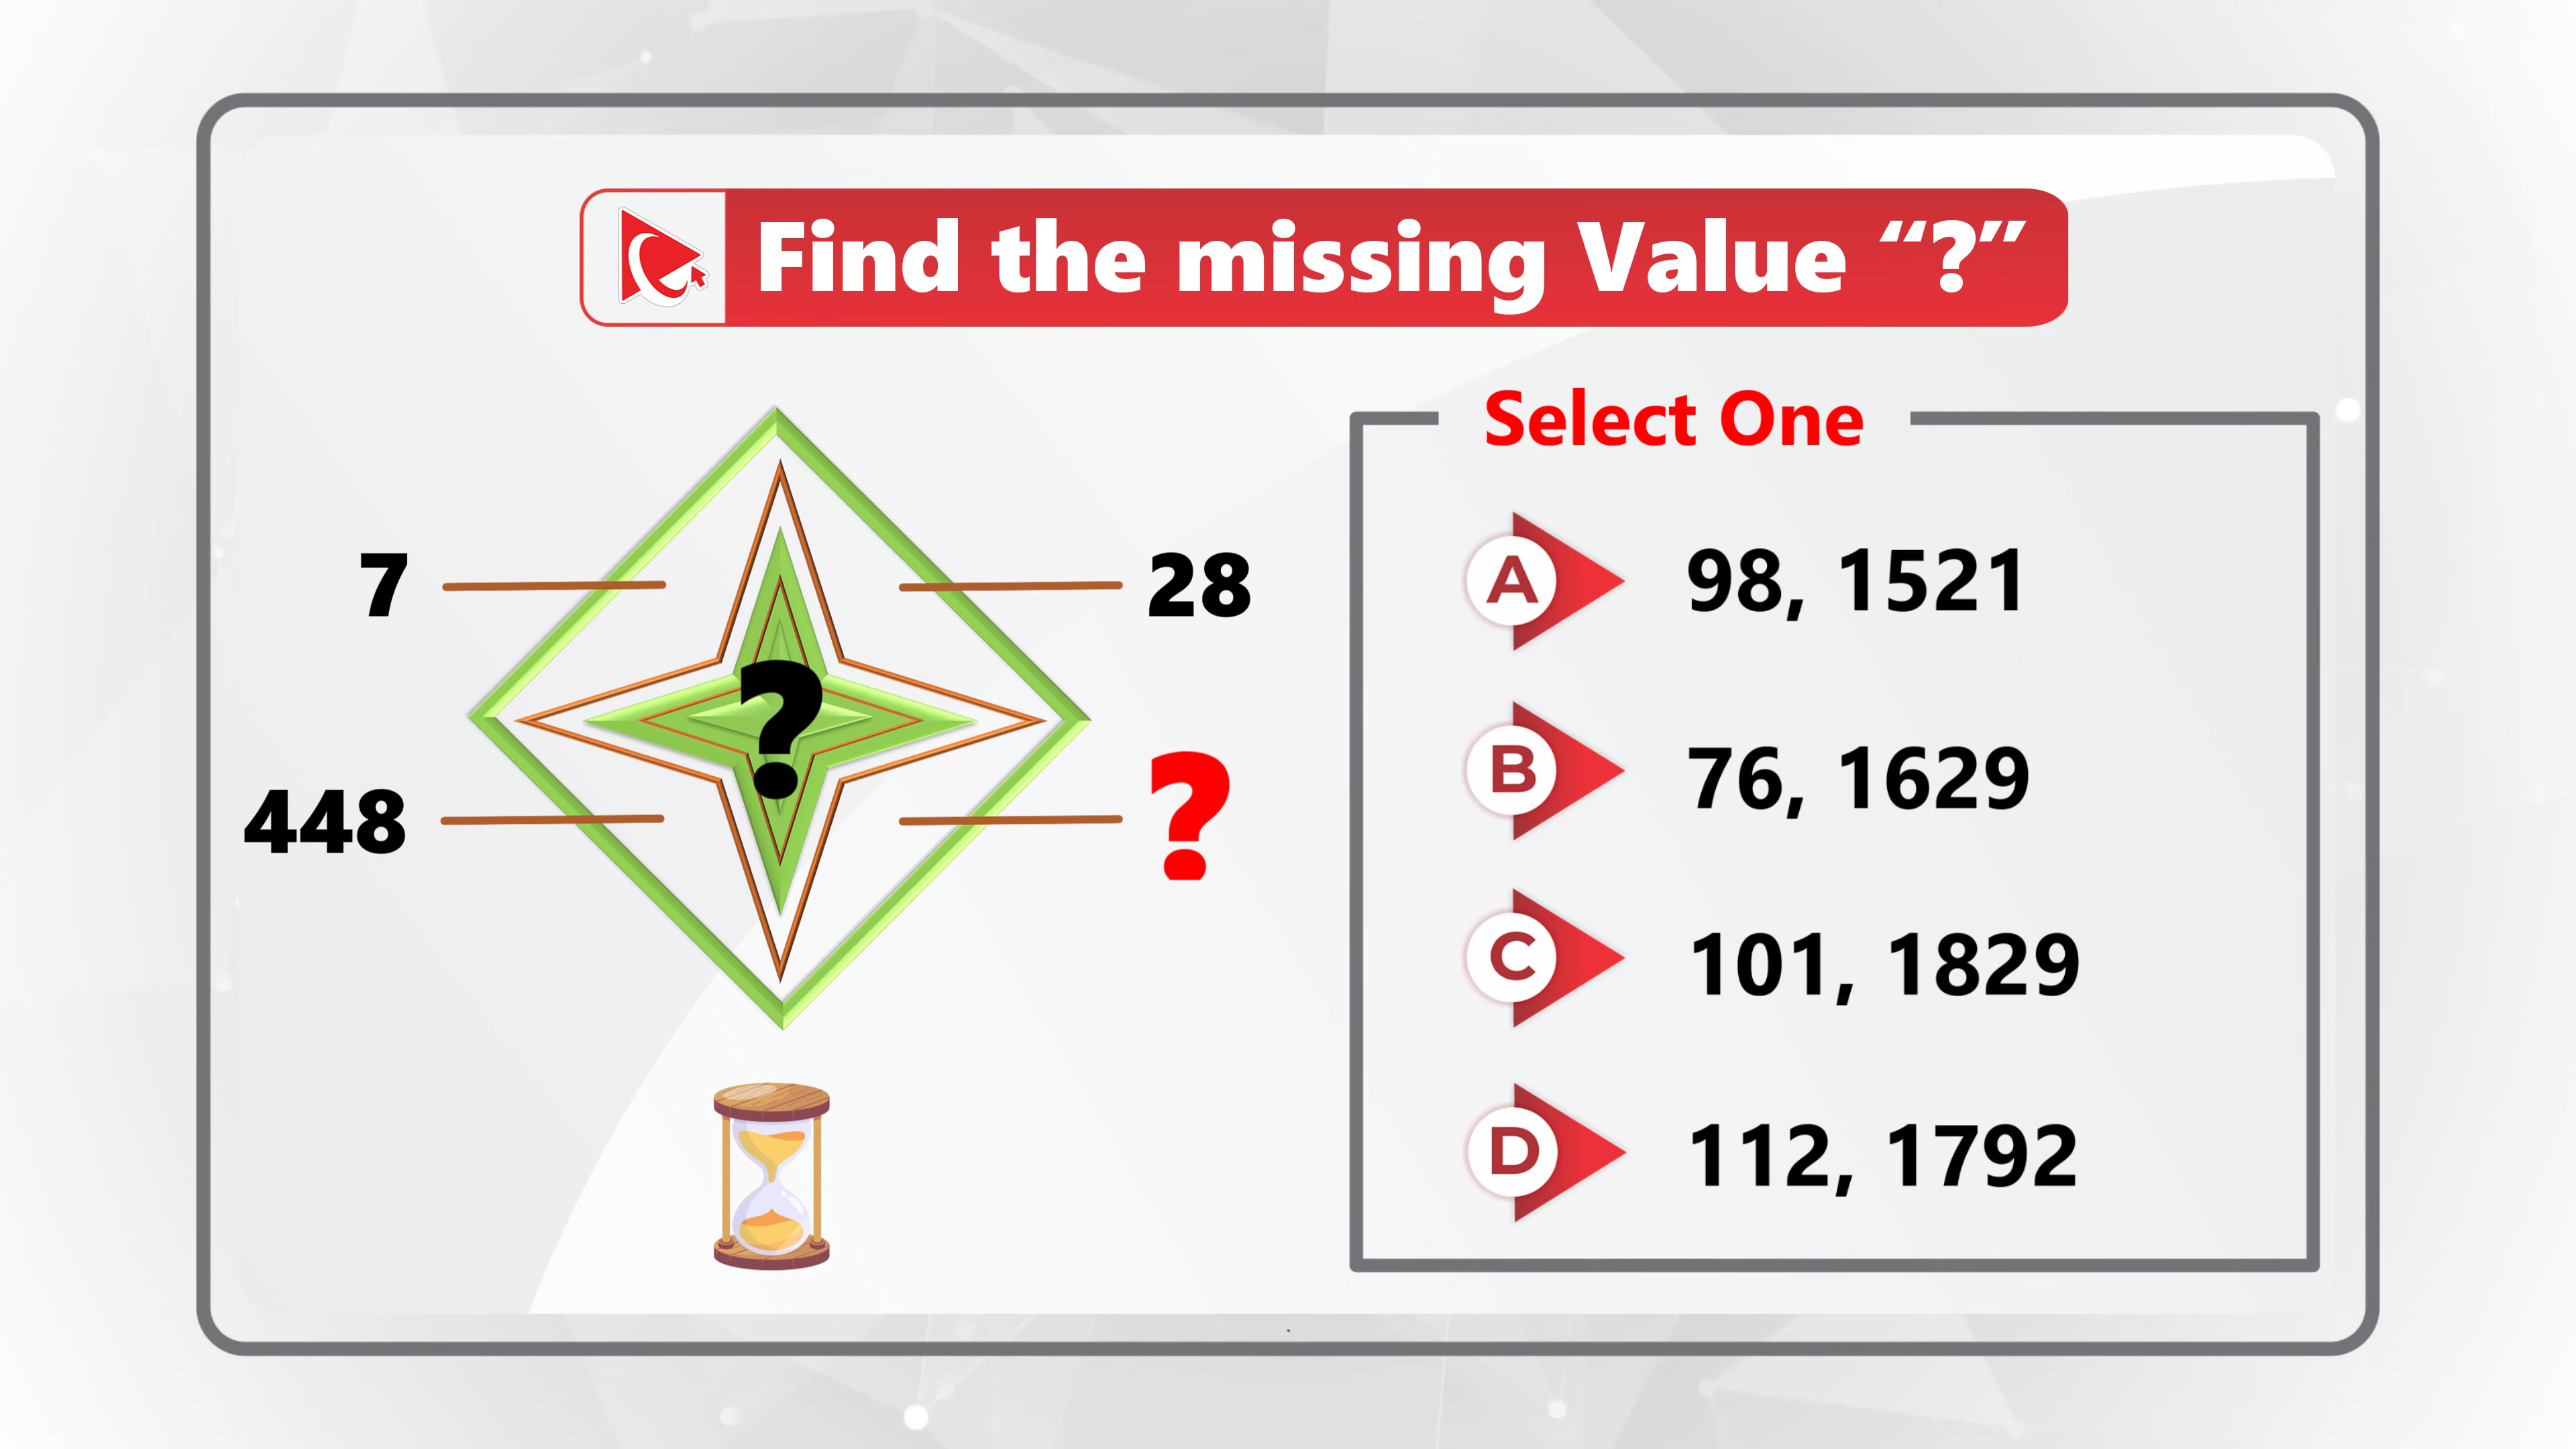 Find the missing Value “?”
Select One
7
28
?
448
?
A 98, 1521
B 76, 1629
C 101, 1829
D 112, 1792